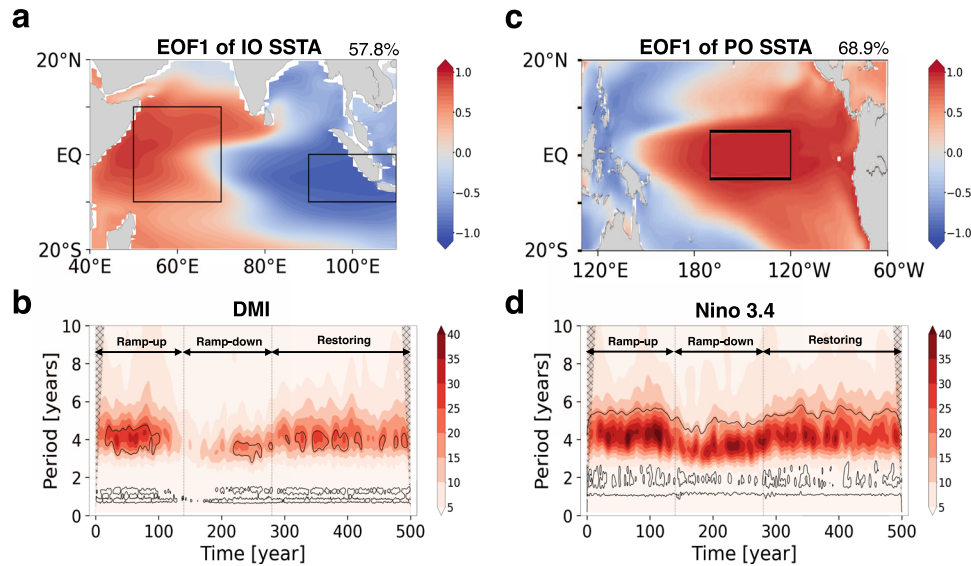 a
EOF1 of IO SSTA 57.8%
20°N
EQ
20°S
40°E 60°E 80°E 100°E
1.0
0.5
0.0
−0.5
−1.0
c
EOF1 of PO SSTA 68.9%
20°N
EQ
20°S
120°E 180° 120°W 60°W
1.0
0.5
0.0
−0.5
−1.0
b
DMI
Ramp-up Ramp-down Restoring
Period [years]
10
8
6
4
2
0
0 100 200 300 400 500
Time [year]
40
35
30
25
20
15
10
5
d
Nino 3.4
Ramp-up Ramp-down Restoring
Period [years]
10
8
6
4
2
0
0 100 200 300 400 500
Time [year]
40
35
30
25
20
15
10
5